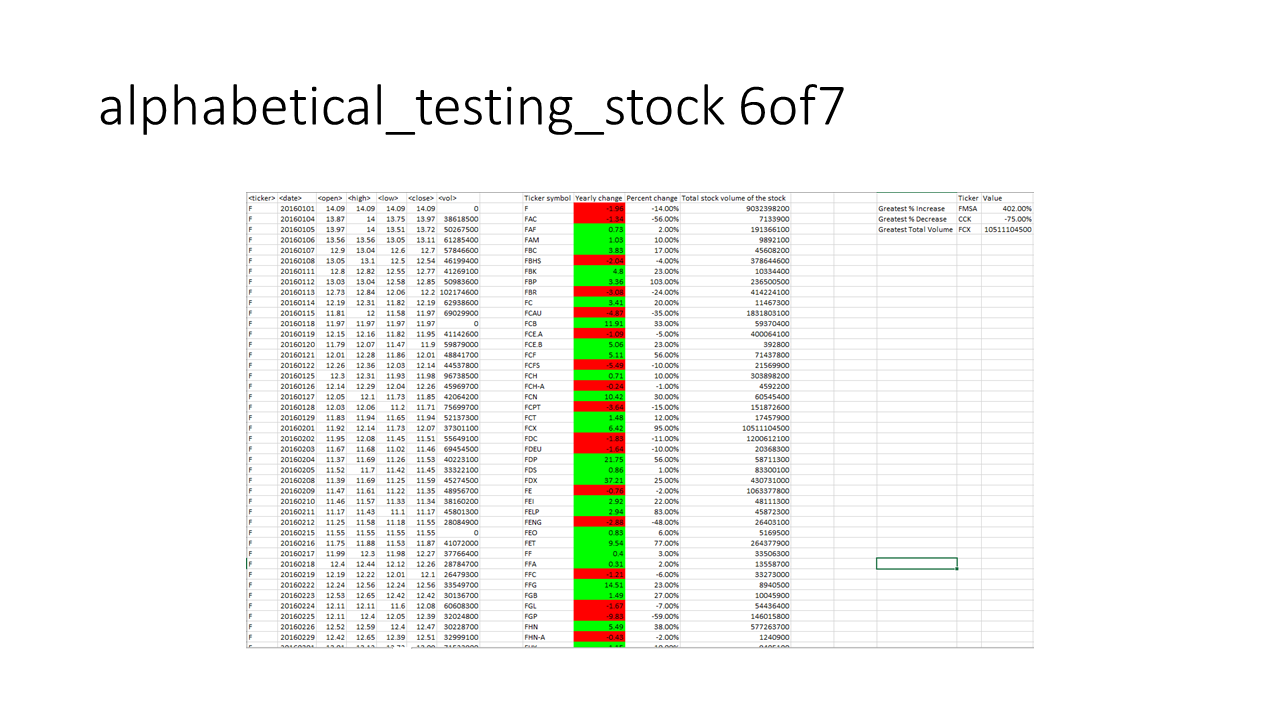 alphabetical_testing_stock 6of7
<ticker> <date> <open> <high> <low> <close> <vol> Ticker symbol Yearly change Percent change Total stock volume of the stock Ticker Value
F 20160101 14.09 14.09 14.09 14.09 0 F -1.96 -14.00% 9032398200 Greatest % Increase FMSA 402.00%
F 20160104 13.87 14 13.75 13.97 38618500 FAC -1.34 -56.00% 7133900 Greatest % Decrease CCK -75.00%
F 20160105 13.97 14 13.51 13.72 50267500 FAF 0.73 2.00% 191366100 Greatest Total Volume FCX 10511104500
F 20160106 13.56 13.56 13.05 13.11 61285400 FAM 1.03 10.00% 9892100
F 20160107 12.9 13.04 12.6 12.7 57846600 FBC 3.83 17.00% 45608200
F 20160108 13.05 13.1 12.5 12.54 46199400 FBHS -2.04 -4.00% 378644600
F 20160111 12.8 12.82 12.55 12.77 41269100 FBK 4.8 23.00% 10334400
F 20160112 13.03 13.04 12.58 12.85 50983600 FBP 3.36 103.00% 236500500
F 20160113 12.73 12.84 12.06 12.2 102174600 FBR -3.08 -24.00% 414224100
F 20160114 12.19 12.31 11.82 12.19 62938600 FC 3.41 20.00% 11467300
F 20160115 11.81 12 11.58 11.97 69029900 FCAU -4.87 -35.00% 1831803100
F 20160118 11.97 11.97 11.97 11.97 0 FCB 11.91 33.00% 59370400
F 20160119 12.15 12.16 11.82 11.95 41142600 FCE.A -1.09 -5.00% 400064100
F 20160120 11.79 12.07 11.47 11.9 59879000 FCE.B 5.06 23.00% 392800
F 20160121 12.01 12.28 11.86 12.01 48841700 FCF 5.11 56.00% 71437800
F 20160122 12.26 12.36 12.03 12.14 44537800 FCFS -5.49 -10.00% 21569900
F 20160125 12.3 12.31 11.93 11.98 96738500 FCH 0.71 10.00% 303898200
F 20160126 12.14 12.29 12.04 12.26 45969700 FCH-A -0.24 -1.00% 4592200
F 20160127 12.05 12.1 11.73 11.85 42064200 FCN 10.42 30.00% 60545400
F 20160128 12.03 12.06 11.2 11.71 75699700 FCPT -3.64 -15.00% 151872600
F 20160129 11.83 11.94 11.65 11.94 52137300 FCT 1.48 12.00% 17457900
F 20160201 11.92 12.14 11.73 12.07 37301100 FCX 6.42 95.00% 10511104500
F 20160202 11.95 12.08 11.45 11.51 55649100 FDC -1.83 -11.00% 1200612100
F 20160203 11.67 11.68 11.02 11.46 69454500 FDEU -1.64 -10.00% 20368300
F 20160204 11.37 11.69 11.26 11.53 40223100 FDP 21.75 56.00% 58711300
F 20160205 11.52 11.7 11.42 11.45 33322100 FDS 0.86 1.00% 83300100
F 20160208 11.39 11.69 11.25 11.59 45274500 FDX 37.21 25.00% 430731000
F 20160209 11.47 11.61 11.22 11.35 48956700 FE -0.76 -2.00% 1063377800
F 20160210 11.46 11.57 11.33 11.34 38160200 FEI 2.92 22.00% 48111300
F 20160211 11.17 11.43 11.1 11.17 45801300 FELP 2.94 83.00% 45872300
F 20160212 11.25 11.58 11.18 11.55 28084900 FENG -2.88 -48.00% 26403100
F 20160215 11.55 11.55 11.55 11.55 0 FEO 0.83 6.00% 5169500
F 20160216 11.75 11.88 11.53 11.87 41072000 FET 9.54 77.00% 264377900
F 20160217 11.99 12.3 11.98 12.27 37766400 FF 0.4 3.00% 33506300
F 20160218 12.4 12.44 12.12 12.26 28784700 FFA 0.31 2.00% 13558700
F 20160219 12.19 12.22 12.01 12.1 26479300 FFC -1.21 -6.00% 33273000
F 20160222 12.24 12.56 12.24 12.56 33549700 FFG 14.51 23.00% 8940500
F 20160223 12.53 12.65 12.42 12.42 30136700 FGB 1.49 27.00% 10045900
F 20160224 12.11 12.11 11.6 12.08 60608300 FGL -1.67 -7.00% 54436400
F 20160225 12.11 12.4 12.05 12.39 32024800 FGP -9.83 -59.00% 146015800
F 20160226 12.52 12.59 12.4 12.47 30228700 FHN 5.49 38.00% 577263700
F 20160229 12.42 12.65 12.39 12.51 32999100 FHN-A -0.43 -2.00% 1240900